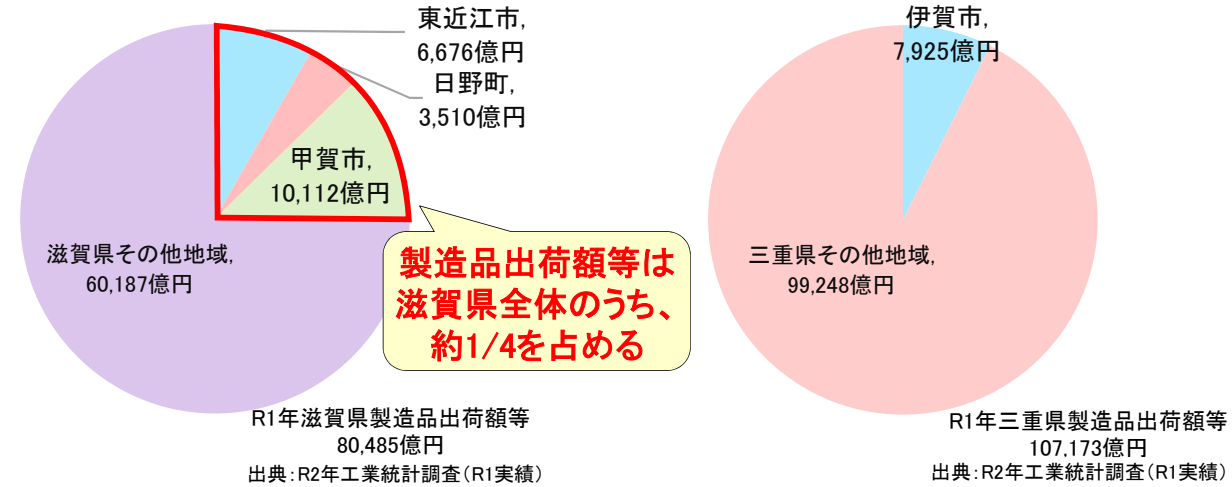 東近江市,
6,676億円
日野町,
3,510億円
甲賀市,
10,112億円
滋賀県その他地域,
60,187億円
製造品出荷額等は
滋賀県全体のうち、
約1/4を占める
R1年滋賀県製造品出荷額等
80,485億円
出典:R2年工業統計調査(R1実績)
伊賀市,
7,925億円
三重県その他地域,
99,248億円
R1年三重県製造品出荷額等
107,173億円
出典:R2年工業統計調査(R1実績)